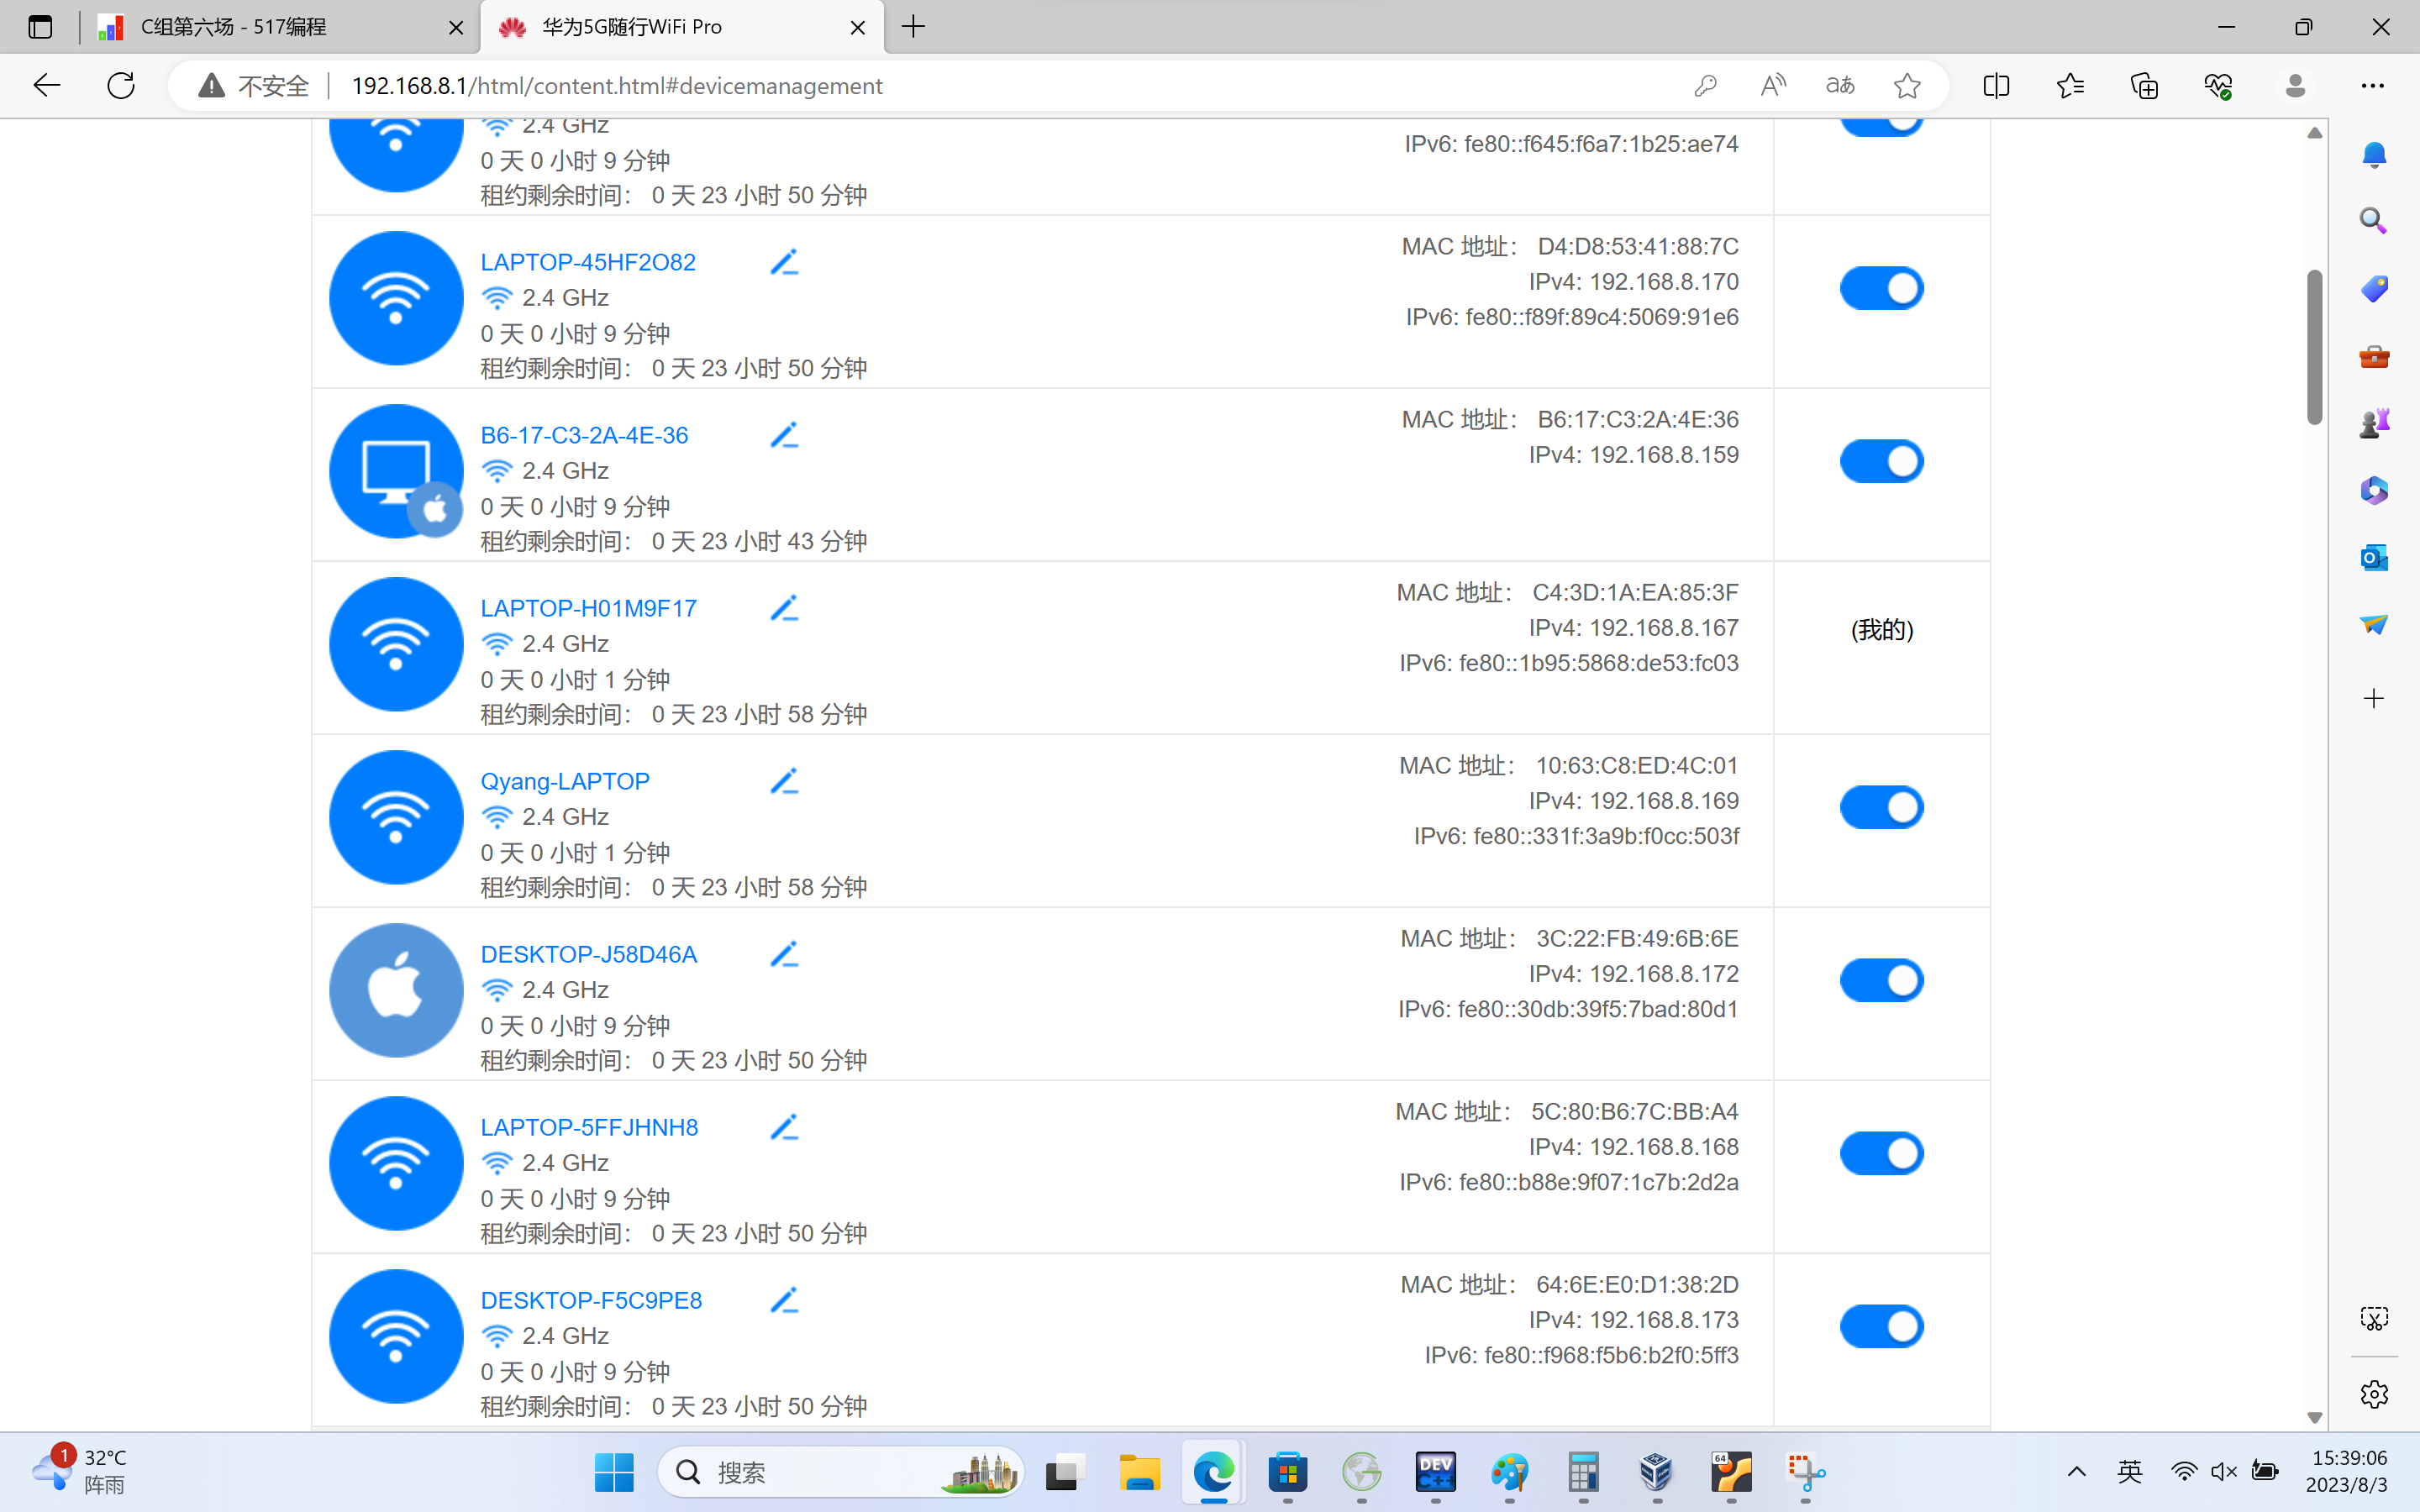 C组第六场 - 517编程
华为5G随行WiFi Pro
不安全
192.168.8.1/html/content.html#devicemanagement
2.4 GHz
IPv6: fe80::f645:f6a7:1b25:ae74
0 天 0 小时 9 分钟
租约剩余时间： 0 天 23 小时 50 分钟
LAPTOP-45HF2O82
MAC 地址： D4:D8:53:41:88:7C
2.4 GHz
IPv4: 192.168.8.170
0 天 0 小时 9 分钟
IPv6: fe80::f89f:89c4:5069:91e6
租约剩余时间： 0 天 23 小时 50 分钟
B6-17-C3-2A-4E-36
MAC 地址： B6:17:C3:2A:4E:36
2.4 GHz
IPv4: 192.168.8.159
0 天 0 小时 9 分钟
租约剩余时间： 0 天 23 小时 43 分钟
LAPTOP-H01M9F17
MAC 地址： C4:3D:1A:EA:85:3F
2.4 GHz
IPv4: 192.168.8.167
(我的)
0 天 0 小时 1 分钟
IPv6: fe80::1b95:5868:de53:fc03
租约剩余时间： 0 天 23 小时 58 分钟
Qyang-LAPTOP
MAC 地址： 10:63:C8:ED:4C:01
2.4 GHz
IPv4: 192.168.8.169
0 天 0 小时 1 分钟
IPv6: fe80::331f:3a9b:f0cc:503f
租约剩余时间： 0 天 23 小时 58 分钟
DESKTOP-J58D46A
MAC 地址： 3C:22:FB:49:6B:6E
2.4 GHz
IPv4: 192.168.8.172
0 天 0 小时 9 分钟
IPv6: fe80::30db:39f5:7bad:80d1
租约剩余时间： 0 天 23 小时 50 分钟
LAPTOP-5FFJHNH8
MAC 地址： 5C:80:B6:7C:BB:A4
2.4 GHz
IPv4: 192.168.8.168
0 天 0 小时 9 分钟
IPv6: fe80::b88e:9f07:1c7b:2d2a
租约剩余时间： 0 天 23 小时 50 分钟
DESKTOP-F5C9PE8
MAC 地址： 64:6E:E0:D1:38:2D
2.4 GHz
IPv4: 192.168.8.173
0 天 0 小时 9 分钟
IPv6: fe80::f968:f5b6:b2f0:5ff3
租约剩余时间： 0 天 23 小时 50 分钟
1
32°C
阵雨
搜索
DEV
C++
64
英
15:39:06
2023/8/3